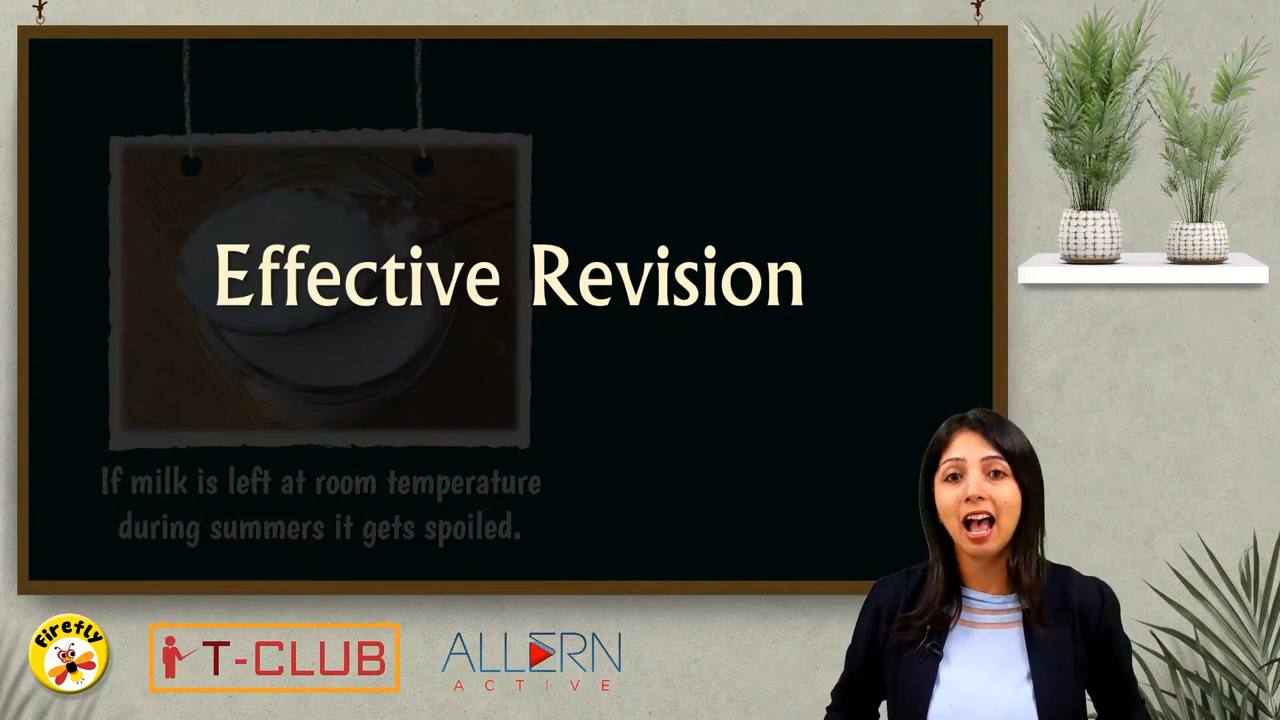 Effective Revision
If milk is left at room temperature
during summers it gets spoiled.
firefly
T-CLUB
ALLERN
ACTIVE